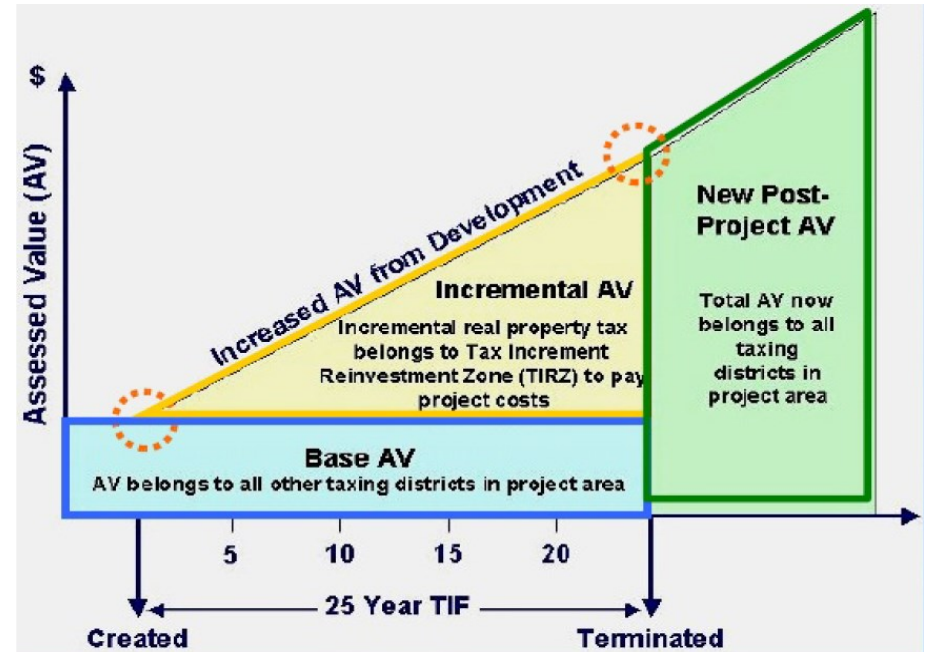 $
Assessed Value (AV)
Increased AV from Development
New Post-
Project AV
Total AV now
belongs to all
taxing
districts in
project area
Incremental AV
Incremental real property tax
belongs to Tax Increment
Reinvestment Zone (TIRZ) to pay
project costs
Base AV
AV belongs to all other taxing districts in project area
5 10 15 20
25 Year TIF
Created Terminated